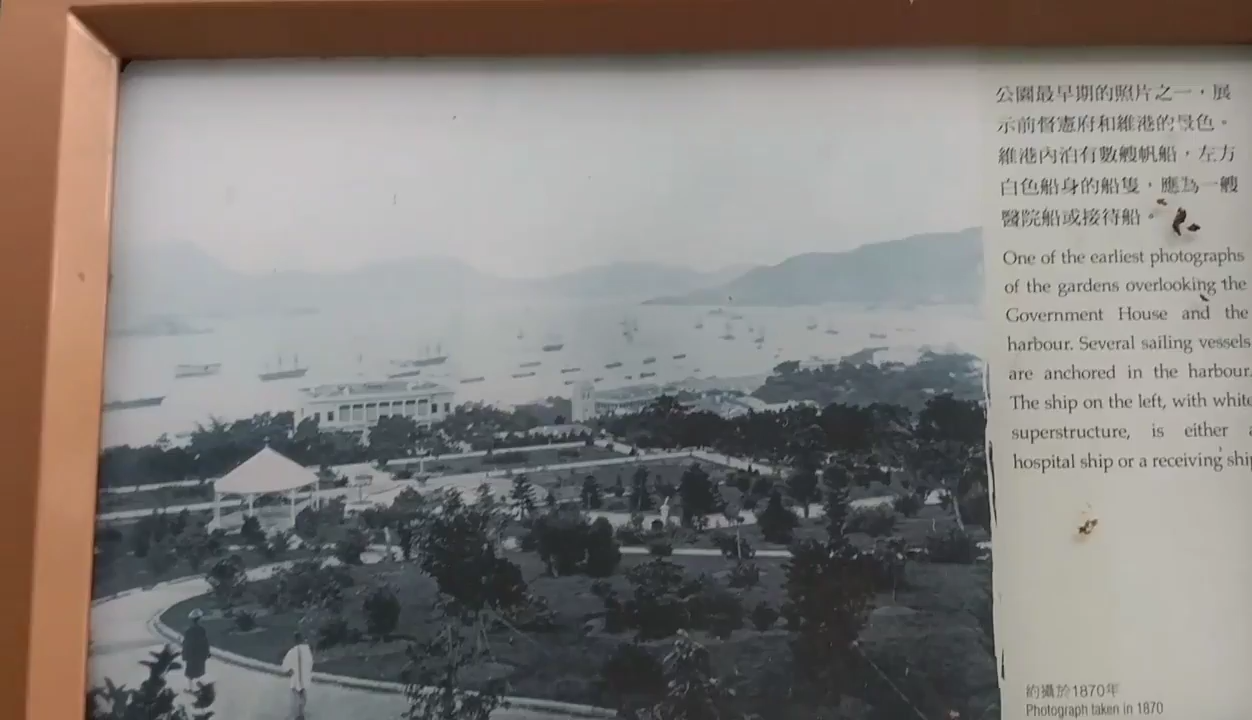 公園最早期的照片之一，展
示前督憲府和維港的景色。
維港內泊有數艘帆船，左方
白色船身的船隻，應為一艘
醫院船或接待船。
One of the earliest photographs
of the gardens overlooking the
Government House and the
harbour. Several sailing vessels
are anchored in the harbour.
The ship on the left, with white
superstructure, is either a
hospital ship or a receiving ship
約攝於1870年
Photograph taken in 1870